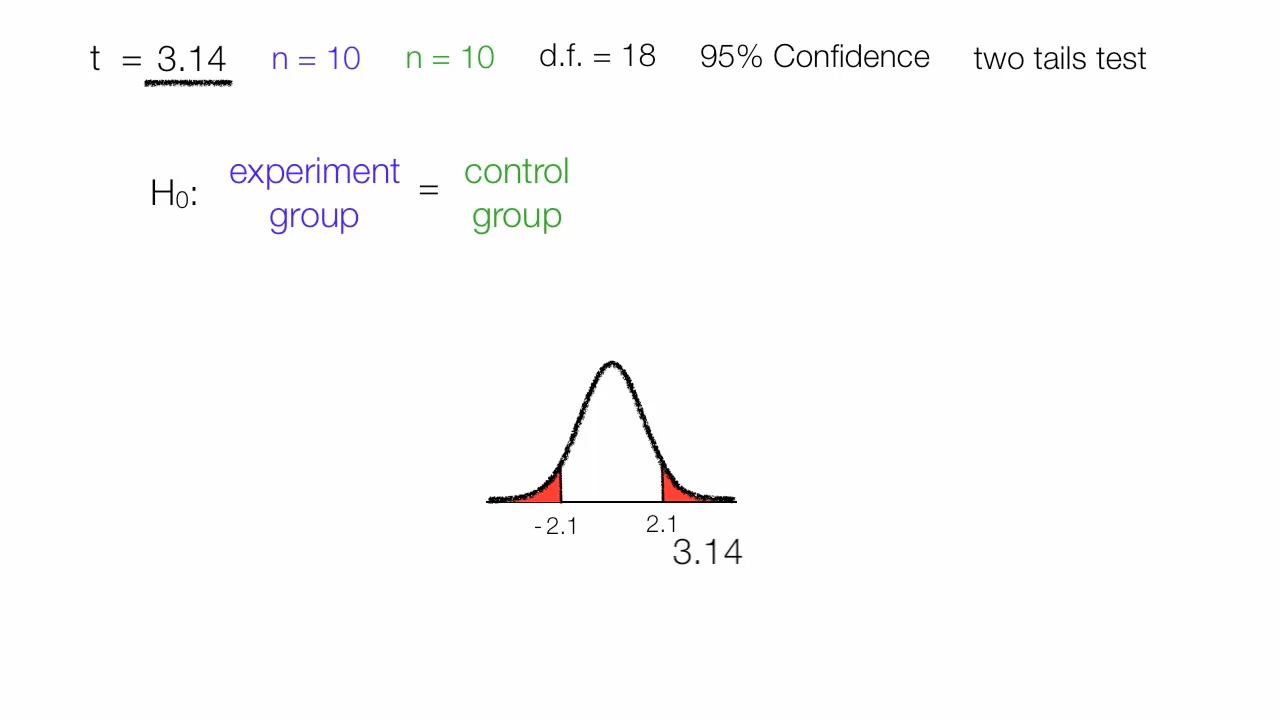 t = 3.14 n = 10 n = 10 d.f. = 18 95% Confidence two tails test
H₀: experiment group = control group
-2.1 2.1
3.14